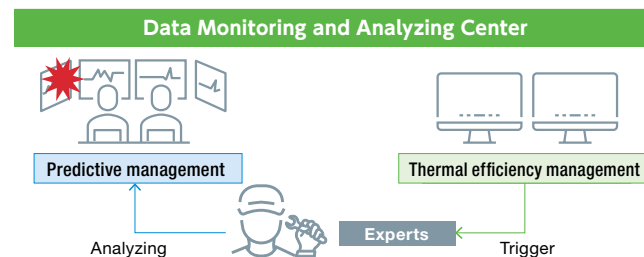 Data Monitoring and Analyzing Center
Predictive management
Thermal efficiency management
Experts
Analyzing
Trigger